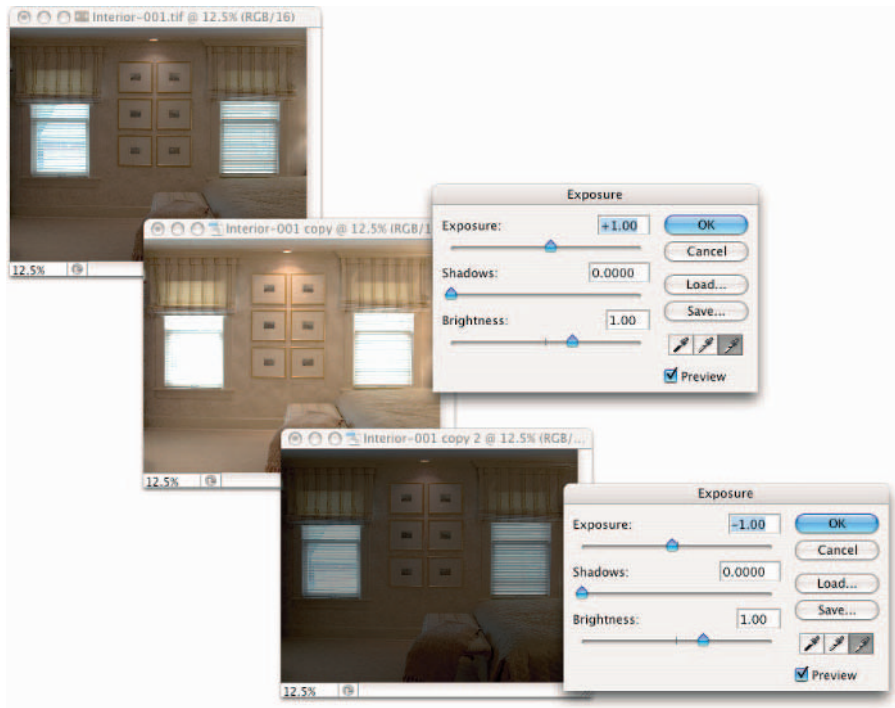 Interior-001.tif @ 12.5% (RGB/16)
12.5%
Interior-001 copy @ 12.5% (RGB/1
12.5%
Exposure
Exposure: +1.00
OK
Cancel
Shadows: 0.0000
Load...
Save...
Brightness: 1.00
Preview
Interior-001 copy 2 @ 12.5% (RGB/...
12.5%
Exposure
Exposure: -1.00
OK
Cancel
Shadows: 0.0000
Load...
Save...
Brightness: 1.00
Preview